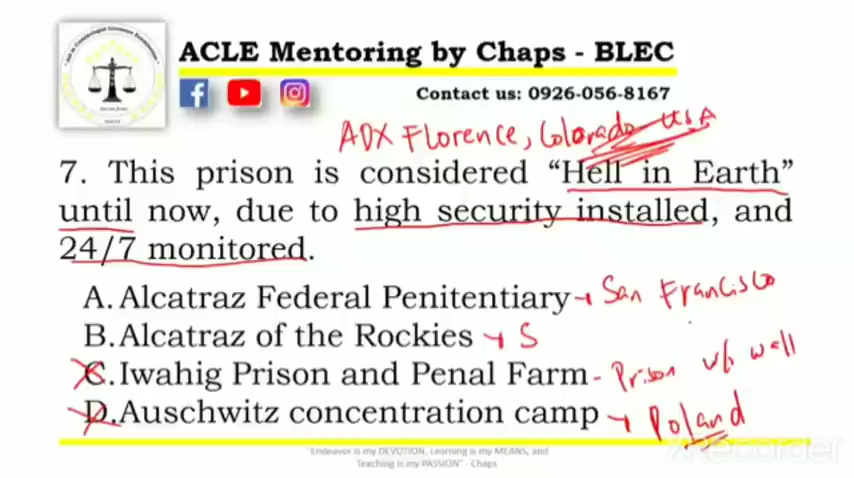 ACLE Mentoring by Chaps - BLEC
Contact us: 0926-056-8167
ADX Florence, Colorado USA
7. This prison is considered “Hell in Earth”
until now, due to high security installed, and
24/7 monitored.
A. Alcatraz Federal Penitentiary → San Francisco
B. Alcatraz of the Rockies → S
C. Iwahig Prison and Penal Farm - Prison w/o wall
D. Auschwitz concentration camp → Poland
"Endeavor is my DEVOTION, Learning is my MEANS, and
Teaching is my PASSION" - Chaps
XRecorder